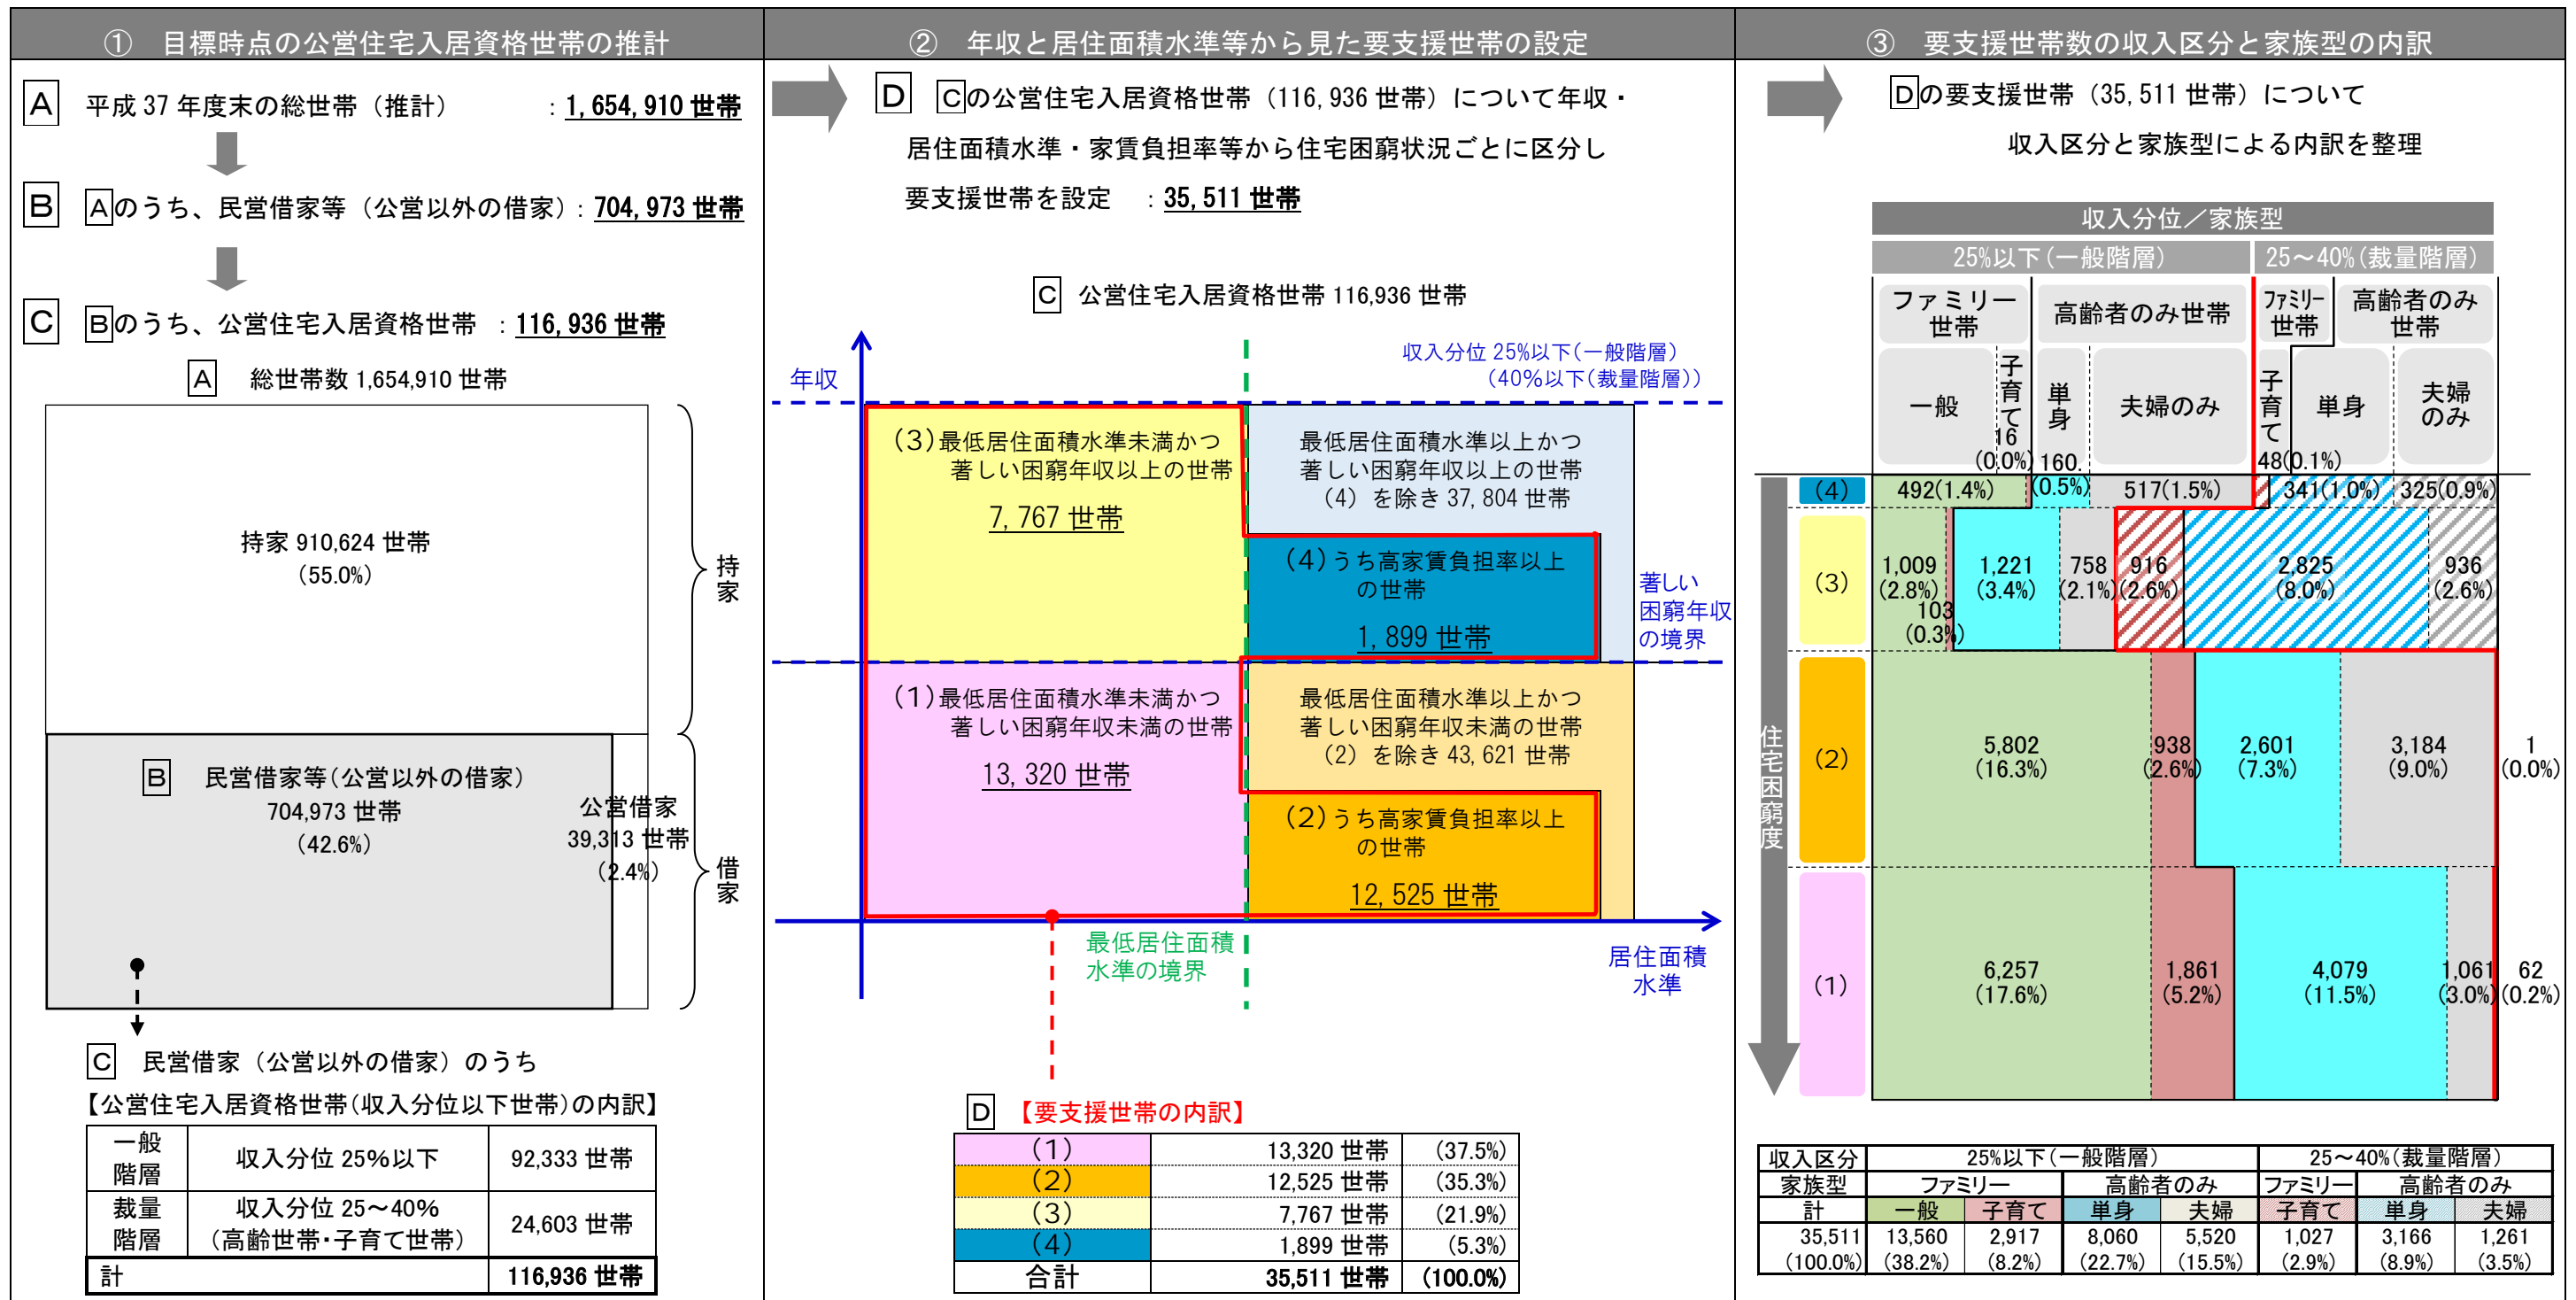 ① 目標時点の公営住宅入居資格世帯の推計
A 平成 37 年度末の総世帯（推計） : 1,654,910 世帯
B Aのうち、民営借家等（公営以外の借家）: 704,973 世帯
C Bのうち、公営住宅入居資格世帯 : 116,936 世帯
A 総世帯数 1,654,910 世帯
持家 910,624 世帯
(55.0%)
持家
B 民営借家等(公営以外の借家)
704,973 世帯
(42.6%)
公営借家
39,313 世帯
(2.4%)
借家
C 民営借家（公営以外の借家）のうち
【公営住宅入居資格世帯(収入分位以下世帯)の内訳】
一般階層 収入分位 25%以下 92,333 世帯
裁量階層 収入分位 25～40%
(高齢世帯・子育て世帯) 24,603 世帯
計 116,936 世帯
② 年収と居住面積水準等から見た要支援世帯の設定
D Cの公営住宅入居資格世帯（116,936 世帯）について年収・
居住面積水準・家賃負担率等から住宅困窮状況ごとに区分し
要支援世帯を設定 : 35,511 世帯
C 公営住宅入居資格世帯 116,936 世帯
収入分位 25%以下(一般階層)
(40%以下(裁量階層))
年収
(3)最低居住面積水準未満かつ
著しい困窮年収以上の世帯
7,767 世帯
最低居住面積水準以上かつ
著しい困窮年収以上の世帯
(4) を除き 37,804 世帯
(4)うち高家賃負担率以上
の世帯
1,899 世帯
著しい
困窮年収
の境界
(1)最低居住面積水準未満かつ
著しい困窮年収未満の世帯
13,320 世帯
最低居住面積水準以上かつ
著しい困窮年収未満の世帯
(2) を除き 43,621 世帯
(2)うち高家賃負担率以上
の世帯
12,525 世帯
最低居住面積
水準の境界
居住面積
水準
D 【要支援世帯の内訳】
(1) 13,320 世帯 (37.5%)
(2) 12,525 世帯 (35.3%)
(3) 7,767 世帯 (21.9%)
(4) 1,899 世帯 (5.3%)
合計 35,511 世帯 (100.0%)
③ 要支援世帯数の収入区分と家族型の内訳
Dの要支援世帯（35,511 世帯）について
収入区分と家族型による内訳を整理
収入分位／家族型
25%以下(一般階層) 25～40%(裁量階層)
ファミリー世帯 高齢者のみ世帯 ファミリー世帯 高齢者のみ世帯
一般 子育て 単身 夫婦のみ 子育て 単身 夫婦のみ
16
(0.0%) 160. 48(0.1%)
(4) 492(1.4%) (0.5%) 517(1.5%) 341(1.0%) 325(0.9%)
(3) 1,009 1,221 758 916 2,825 936
(2.8%) (3.4%) (2.1%) (2.6%) (8.0%) (2.6%)
103
(0.3%)
住宅困窮度
(2) 5,802 938 2,601 3,184 1
(16.3%) (2.6%) (7.3%) (9.0%) (0.0%)
(1) 6,257 1,861 4,079 1,061 62
(17.6%) (5.2%) (11.5%) (3.0%) (0.2%)
収入区分 25%以下(一般階層) 25～40%(裁量階層)
家族型 ファミリー 高齢者のみ ファミリー 高齢者のみ
計 一般 子育て 単身 夫婦 子育て 単身 夫婦
35,511 13,560 2,917 8,060 5,520 1,027 3,166 1,261
(100.0%) (38.2%) (8.2%) (22.7%) (15.5%) (2.9%) (8.9%) (3.5%)